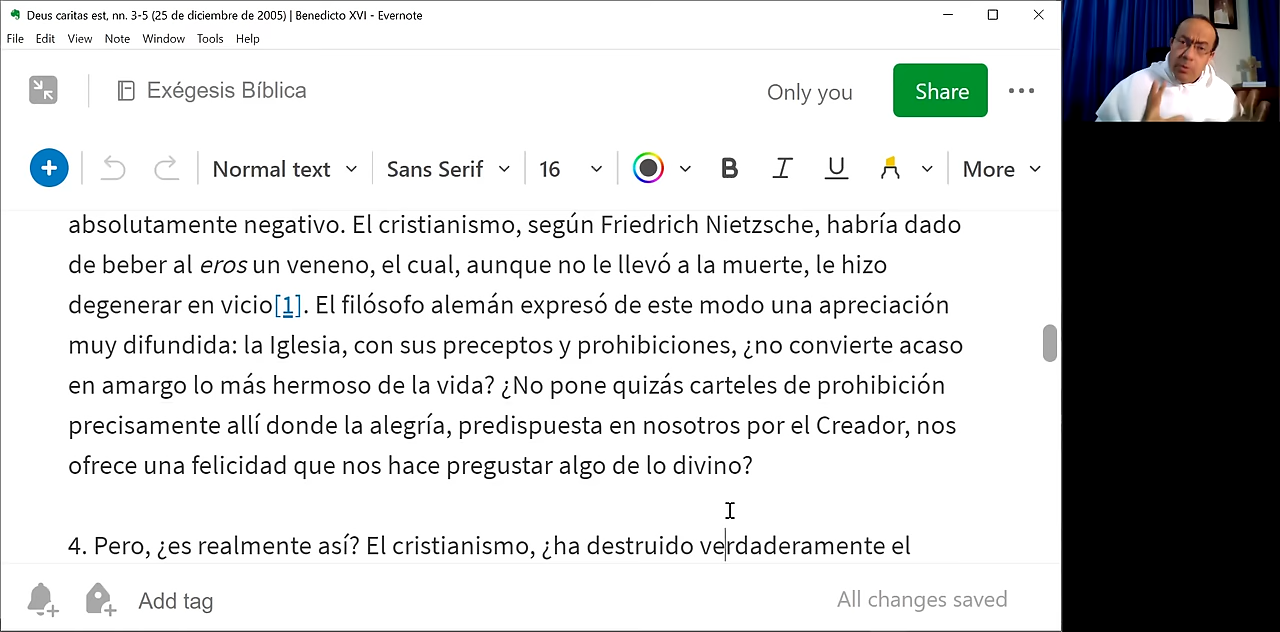 Deus caritas est, nn. 3-5 (25 de diciembre de 2005) | Benedicto XVI - Evernote
File Edit View Note Window Tools Help
Exégesis Bíblica
Only you
Share
Normal text
Sans Serif
16
B I U
More
absolutamente negativo. El cristianismo, según Friedrich Nietzsche, habría dado
de beber al eros un veneno, el cual, aunque no le llevó a la muerte, le hizo
degenerar en vicio[1]. El filósofo alemán expresó de este modo una apreciación
muy difundida: la Iglesia, con sus preceptos y prohibiciones, ¿no convierte acaso
en amargo lo más hermoso de la vida? ¿No pone quizás carteles de prohibición
precisamente allí donde la alegría, predispuesta en nosotros por el Creador, nos
ofrece una felicidad que nos hace pregustar algo de lo divino?
4. Pero, ¿es realmente así? El cristianismo, ¿ha destruido verdaderamente el
Add tag
All changes saved